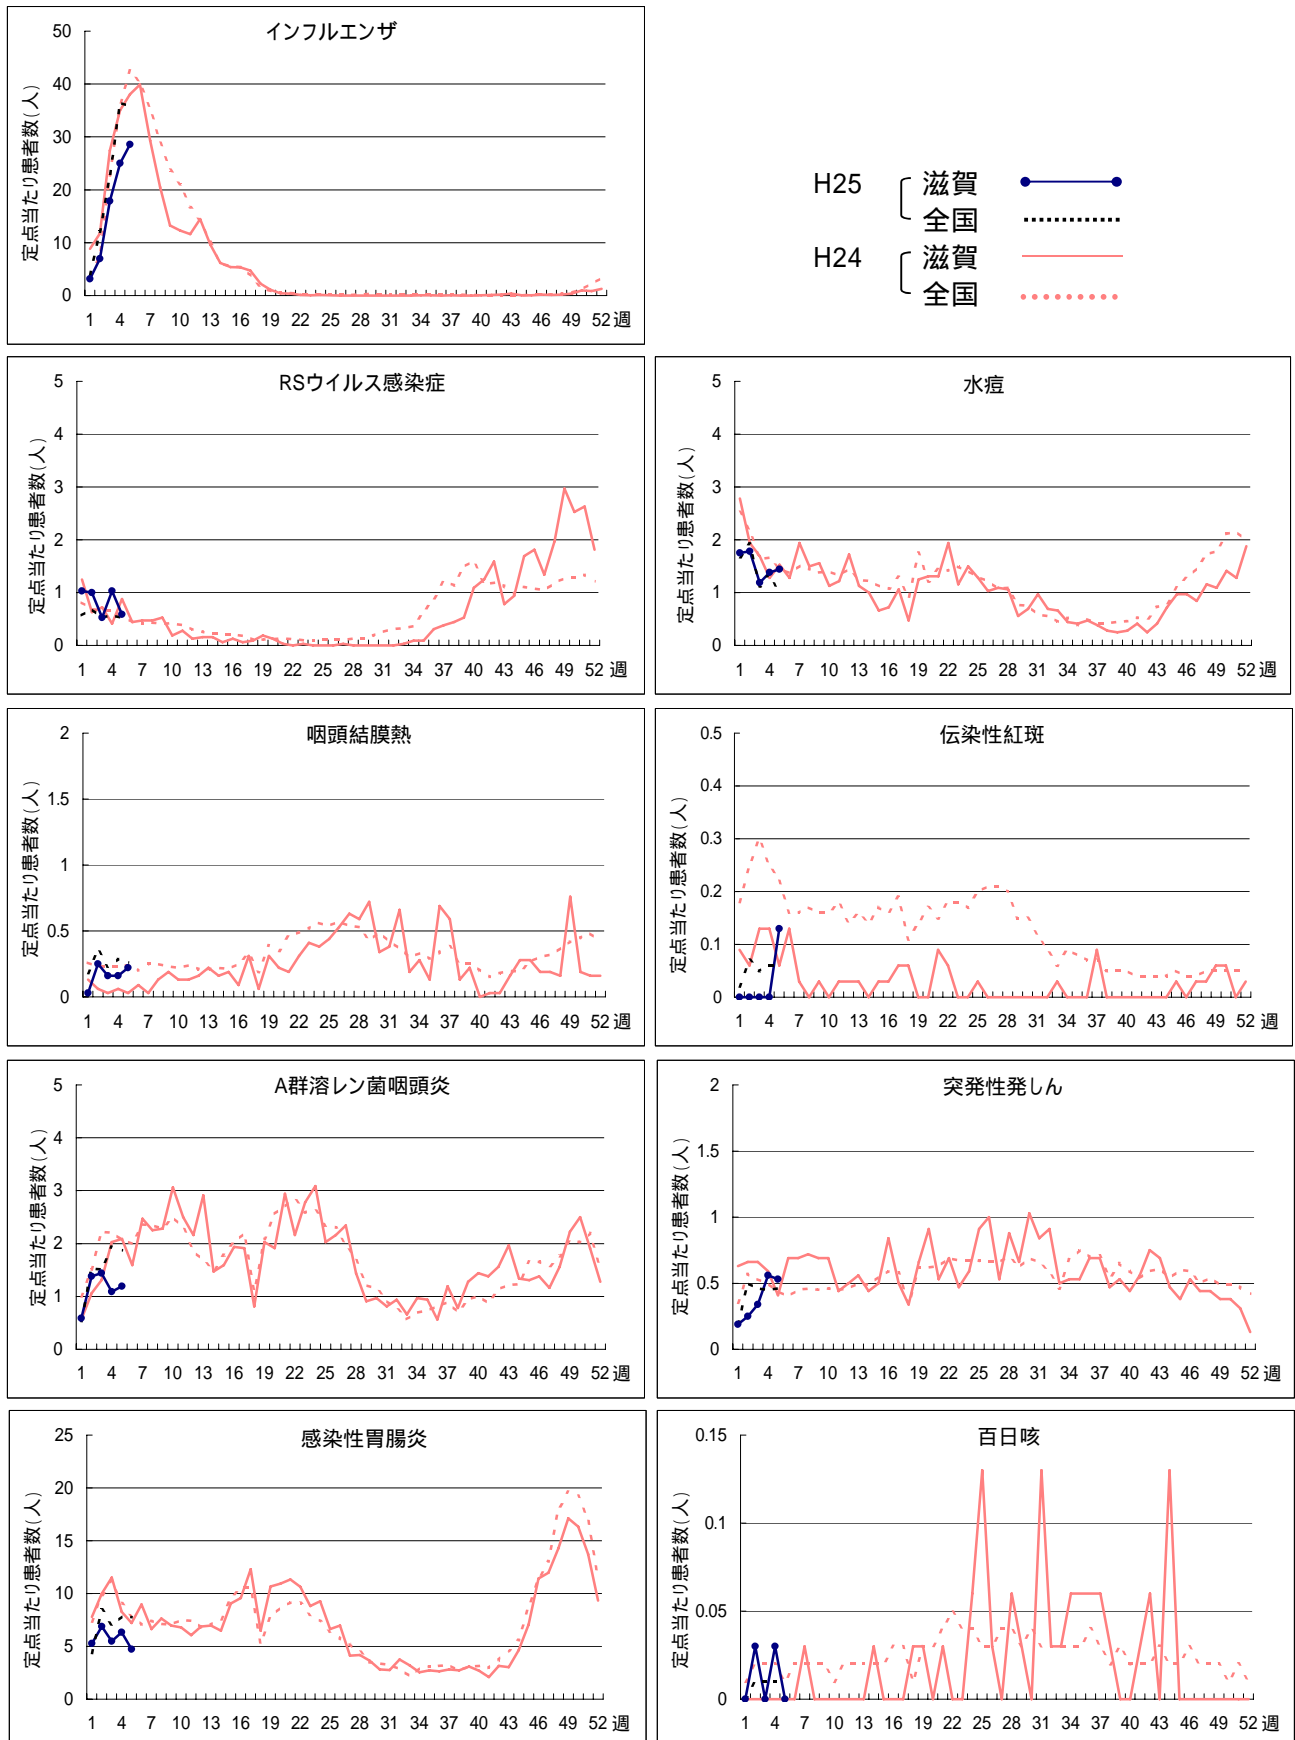 インフルエンザ
定点当たり患者数(人)
50
40
30
20
10
0
1 4 7 10 13 16 19 22 25 28 31 34 37 40 43 46 49 52 週
H25 滋賀
全国
H24 滋賀
全国
RSウイルス感染症
定点当たり患者数(人)
5
4
3
2
1
0
1 4 7 10 13 16 19 22 25 28 31 34 37 40 43 46 49 52 週
水痘
定点当たり患者数(人)
5
4
3
2
1
0
1 4 7 10 13 16 19 22 25 28 31 34 37 40 43 46 49 52 週
咽頭結膜熱
定点当たり患者数(人)
2
1.5
1
0.5
0
1 4 7 10 13 16 19 22 25 28 31 34 37 40 43 46 49 52 週
伝染性紅斑
定点当たり患者数(人)
0.5
0.4
0.3
0.2
0.1
0
1 4 7 10 13 16 19 22 25 28 31 34 37 40 43 46 49 52 週
A群溶レン菌咽頭炎
定点当たり患者数(人)
5
4
3
2
1
0
1 4 7 10 13 16 19 22 25 28 31 34 37 40 43 46 49 52 週
突発性発しん
定点当たり患者数(人)
2
1.5
1
0.5
0
1 4 7 10 13 16 19 22 25 28 31 34 37 40 43 46 49 52 週
感染性胃腸炎
定点当たり患者数(人)
25
20
15
10
5
0
1 4 7 10 13 16 19 22 25 28 31 34 37 40 43 46 49 52 週
百日咳
定点当たり患者数(人)
0.15
0.1
0.05
0
1 4 7 10 13 16 19 22 25 28 31 34 37 40 43 46 49 52 週